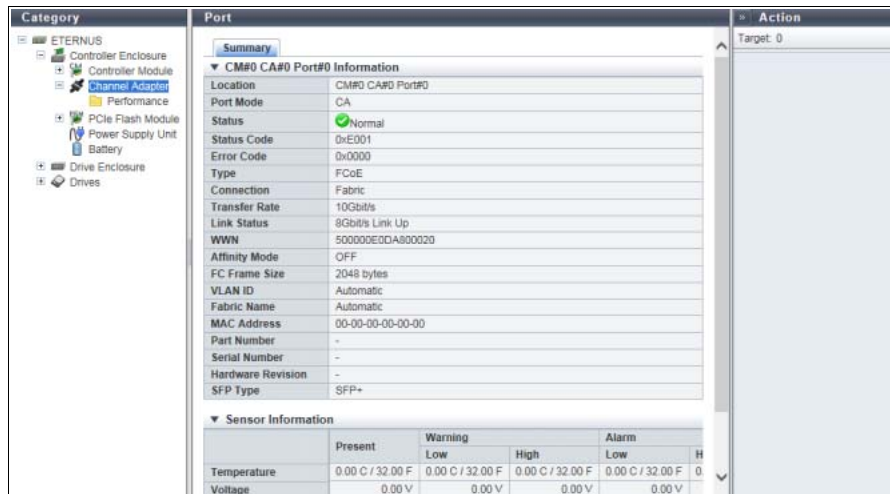 Category
ETERNUS
Controller Enclosure
Controller Module
Channel Adapter
Performance
PCIe Flash Module
Power Supply Unit
Battery
Drive Enclosure
Drives
Port
Summary
▼ CM#0 CA#0 Port#0 Information
Location CM#0 CA#0 Port#0
Port Mode CA
Status Normal
Status Code 0xE001
Error Code 0x0000
Type FCoE
Connection Fabric
Transfer Rate 10Gbit/s
Link Status 8Gbit/s Link Up
WWN 500000E0DA800020
Affinity Mode OFF
FC Frame Size 2048 bytes
VLAN ID Automatic
Fabric Name Automatic
MAC Address 00-00-00-00-00-00
Part Number -
Serial Number -
Hardware Revision -
SFP Type SFP+
▼ Sensor Information
Present Warning Alarm
Low High Low H
Temperature 0.00 C / 32.00 F 0.00 C / 32.00 F 0.00 C / 32.00 F 0.00 C / 32.00 F 0.
Voltage 0.00 V 0.00 V 0.00 V 0.00 V
» Action
Target: 0